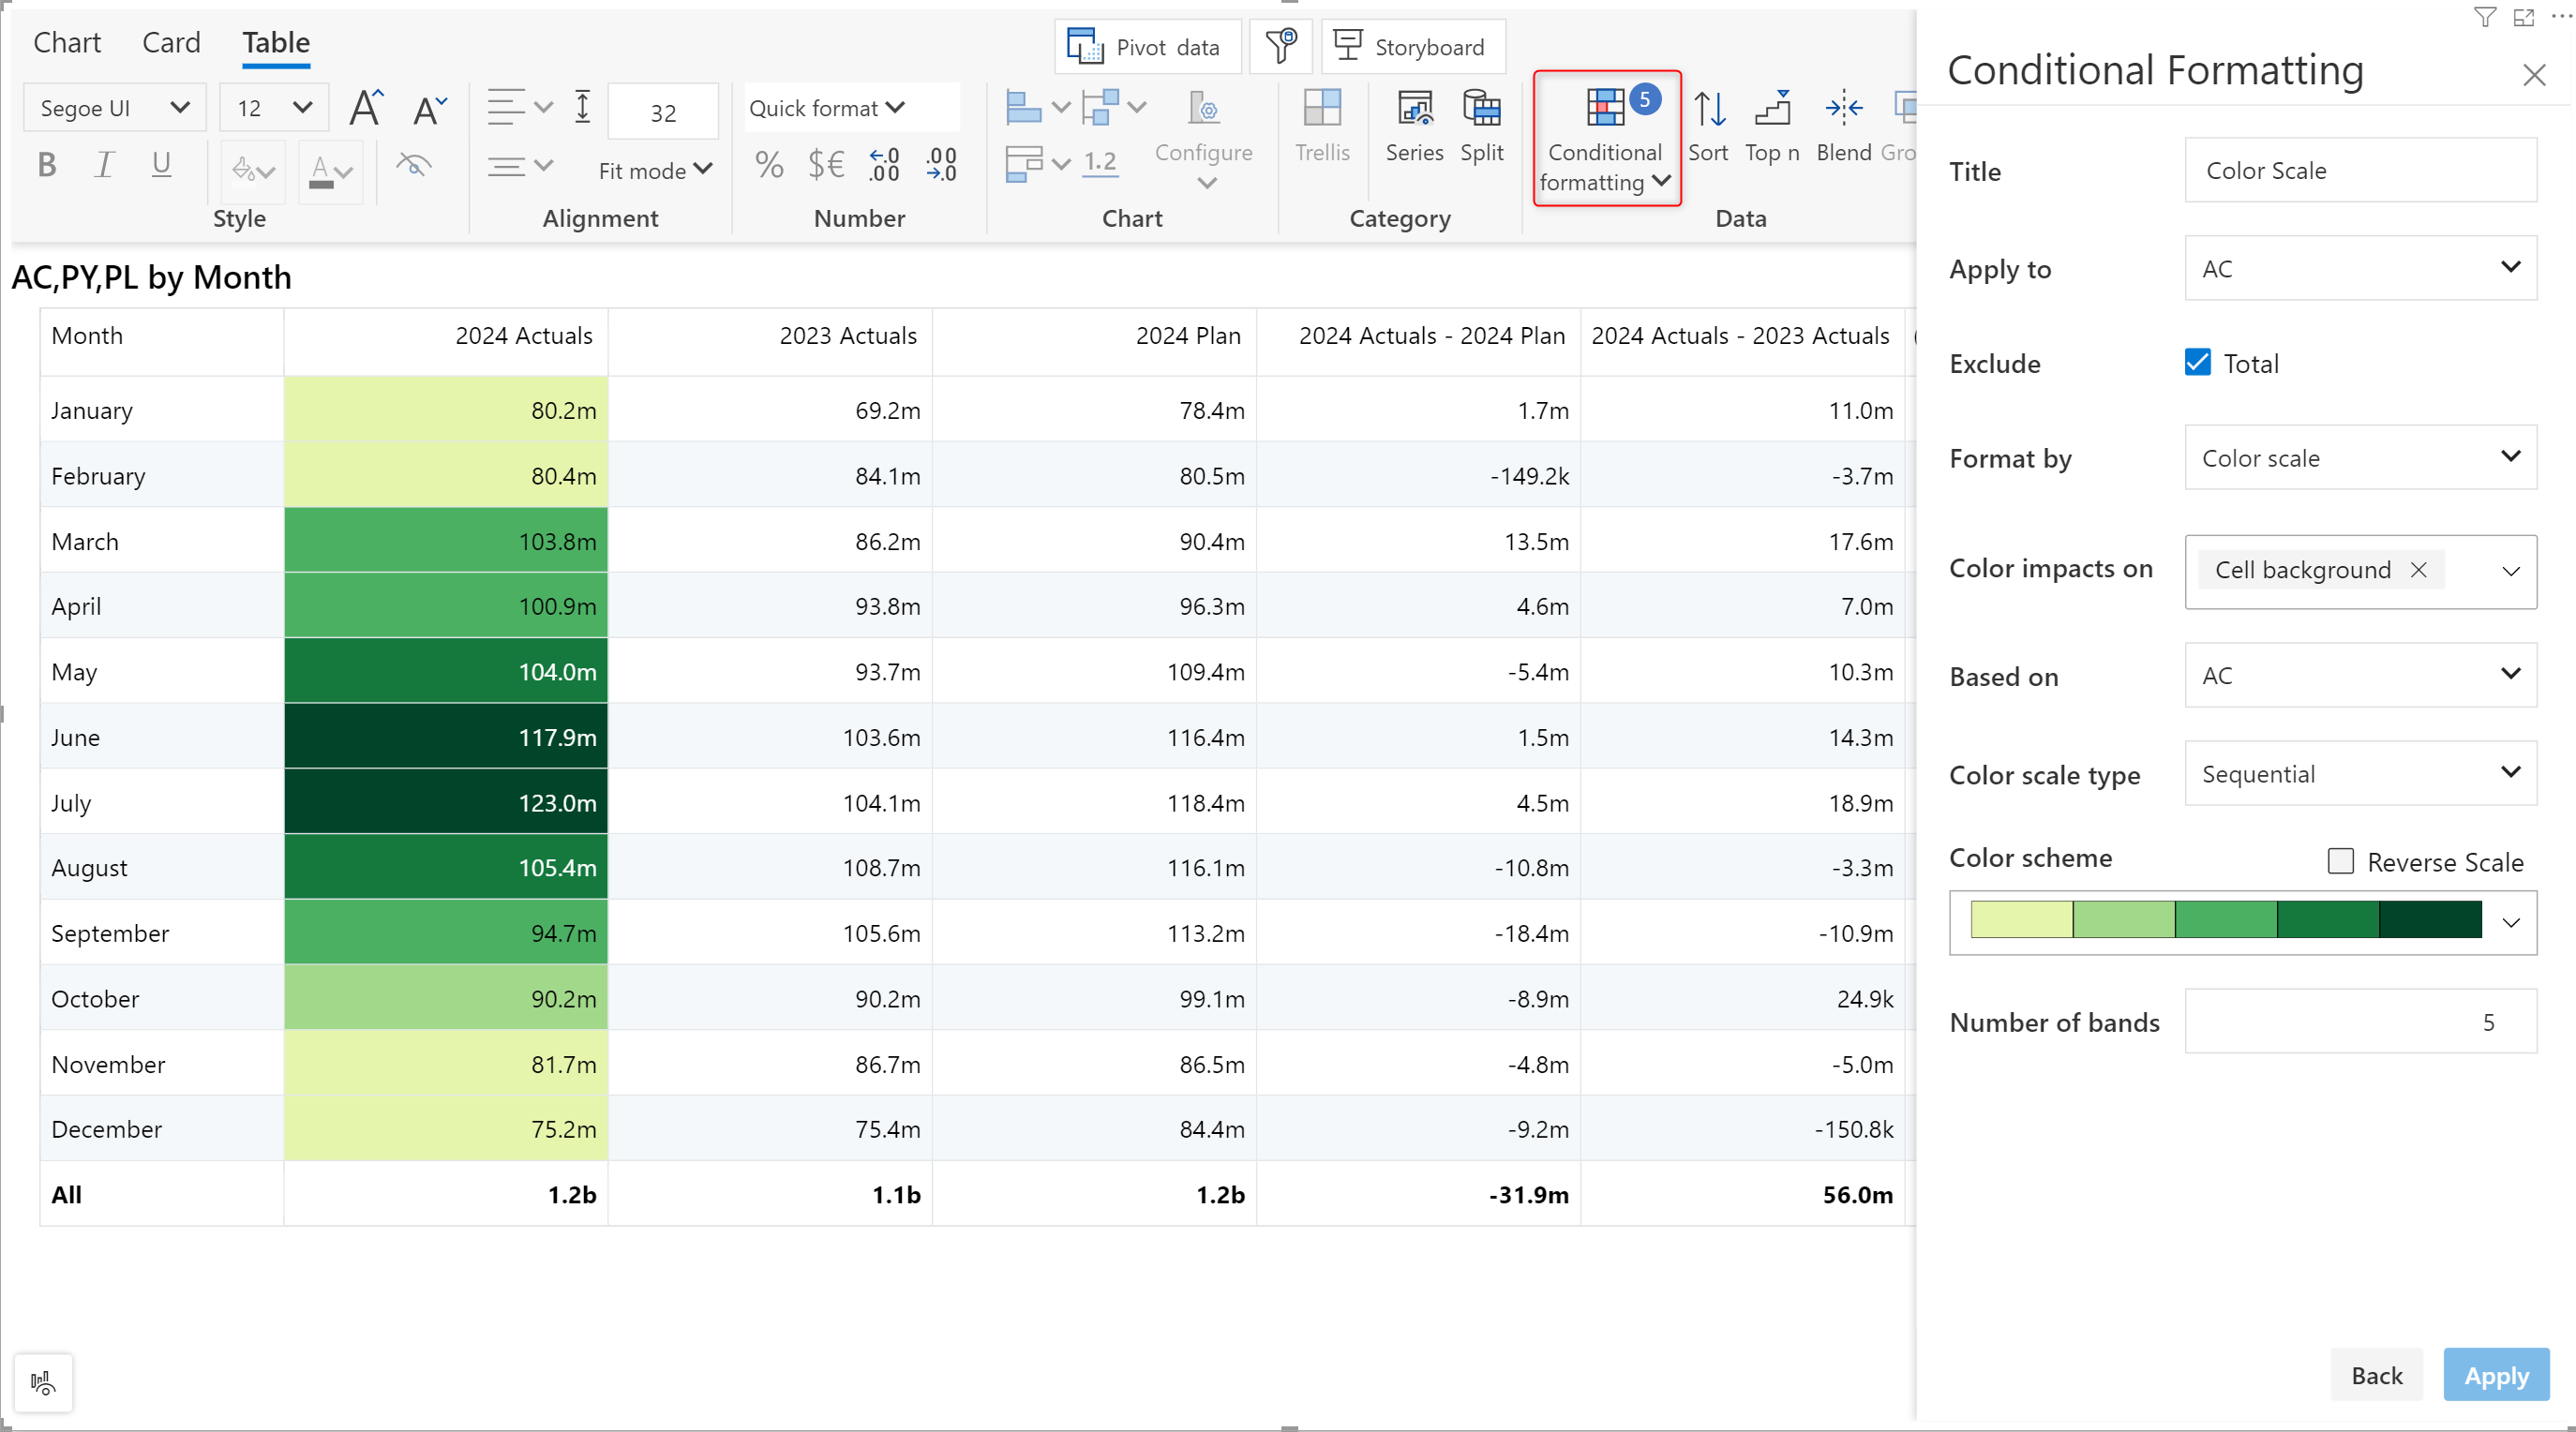 Chart Card Table
Pivot data Storyboard
Segoe UI 12 A A 32 Quick format
B I U A Fit mode % $€ ←.0 .00 .00 →.0 1.2 Configure Trellis Series Split Conditional formatting 5 Sort Top n Blend Gro
Style Alignment Number Chart Category Data
AC,PY,PL by Month
Month 2024 Actuals 2023 Actuals 2024 Plan 2024 Actuals - 2024 Plan 2024 Actuals - 2023 Actuals (
January 80.2m 69.2m 78.4m 1.7m 11.0m
February 80.4m 84.1m 80.5m -149.2k -3.7m
March 103.8m 86.2m 90.4m 13.5m 17.6m
April 100.9m 93.8m 96.3m 4.6m 7.0m
May 104.0m 93.7m 109.4m -5.4m 10.3m
June 117.9m 103.6m 116.4m 1.5m 14.3m
July 123.0m 104.1m 118.4m 4.5m 18.9m
August 105.4m 108.7m 116.1m -10.8m -3.3m
September 94.7m 105.6m 113.2m -18.4m -10.9m
October 90.2m 90.2m 99.1m -8.9m 24.9k
November 81.7m 86.7m 86.5m -4.8m -5.0m
December 75.2m 75.4m 84.4m -9.2m -150.8k
All 1.2b 1.1b 1.2b -31.9m 56.0m
Conditional Formatting
Title Color Scale
Apply to AC
Exclude Total
Format by Color scale
Color impacts on Cell background
Based on AC
Color scale type Sequential
Color scheme Reverse Scale
Number of bands 5
Back Apply